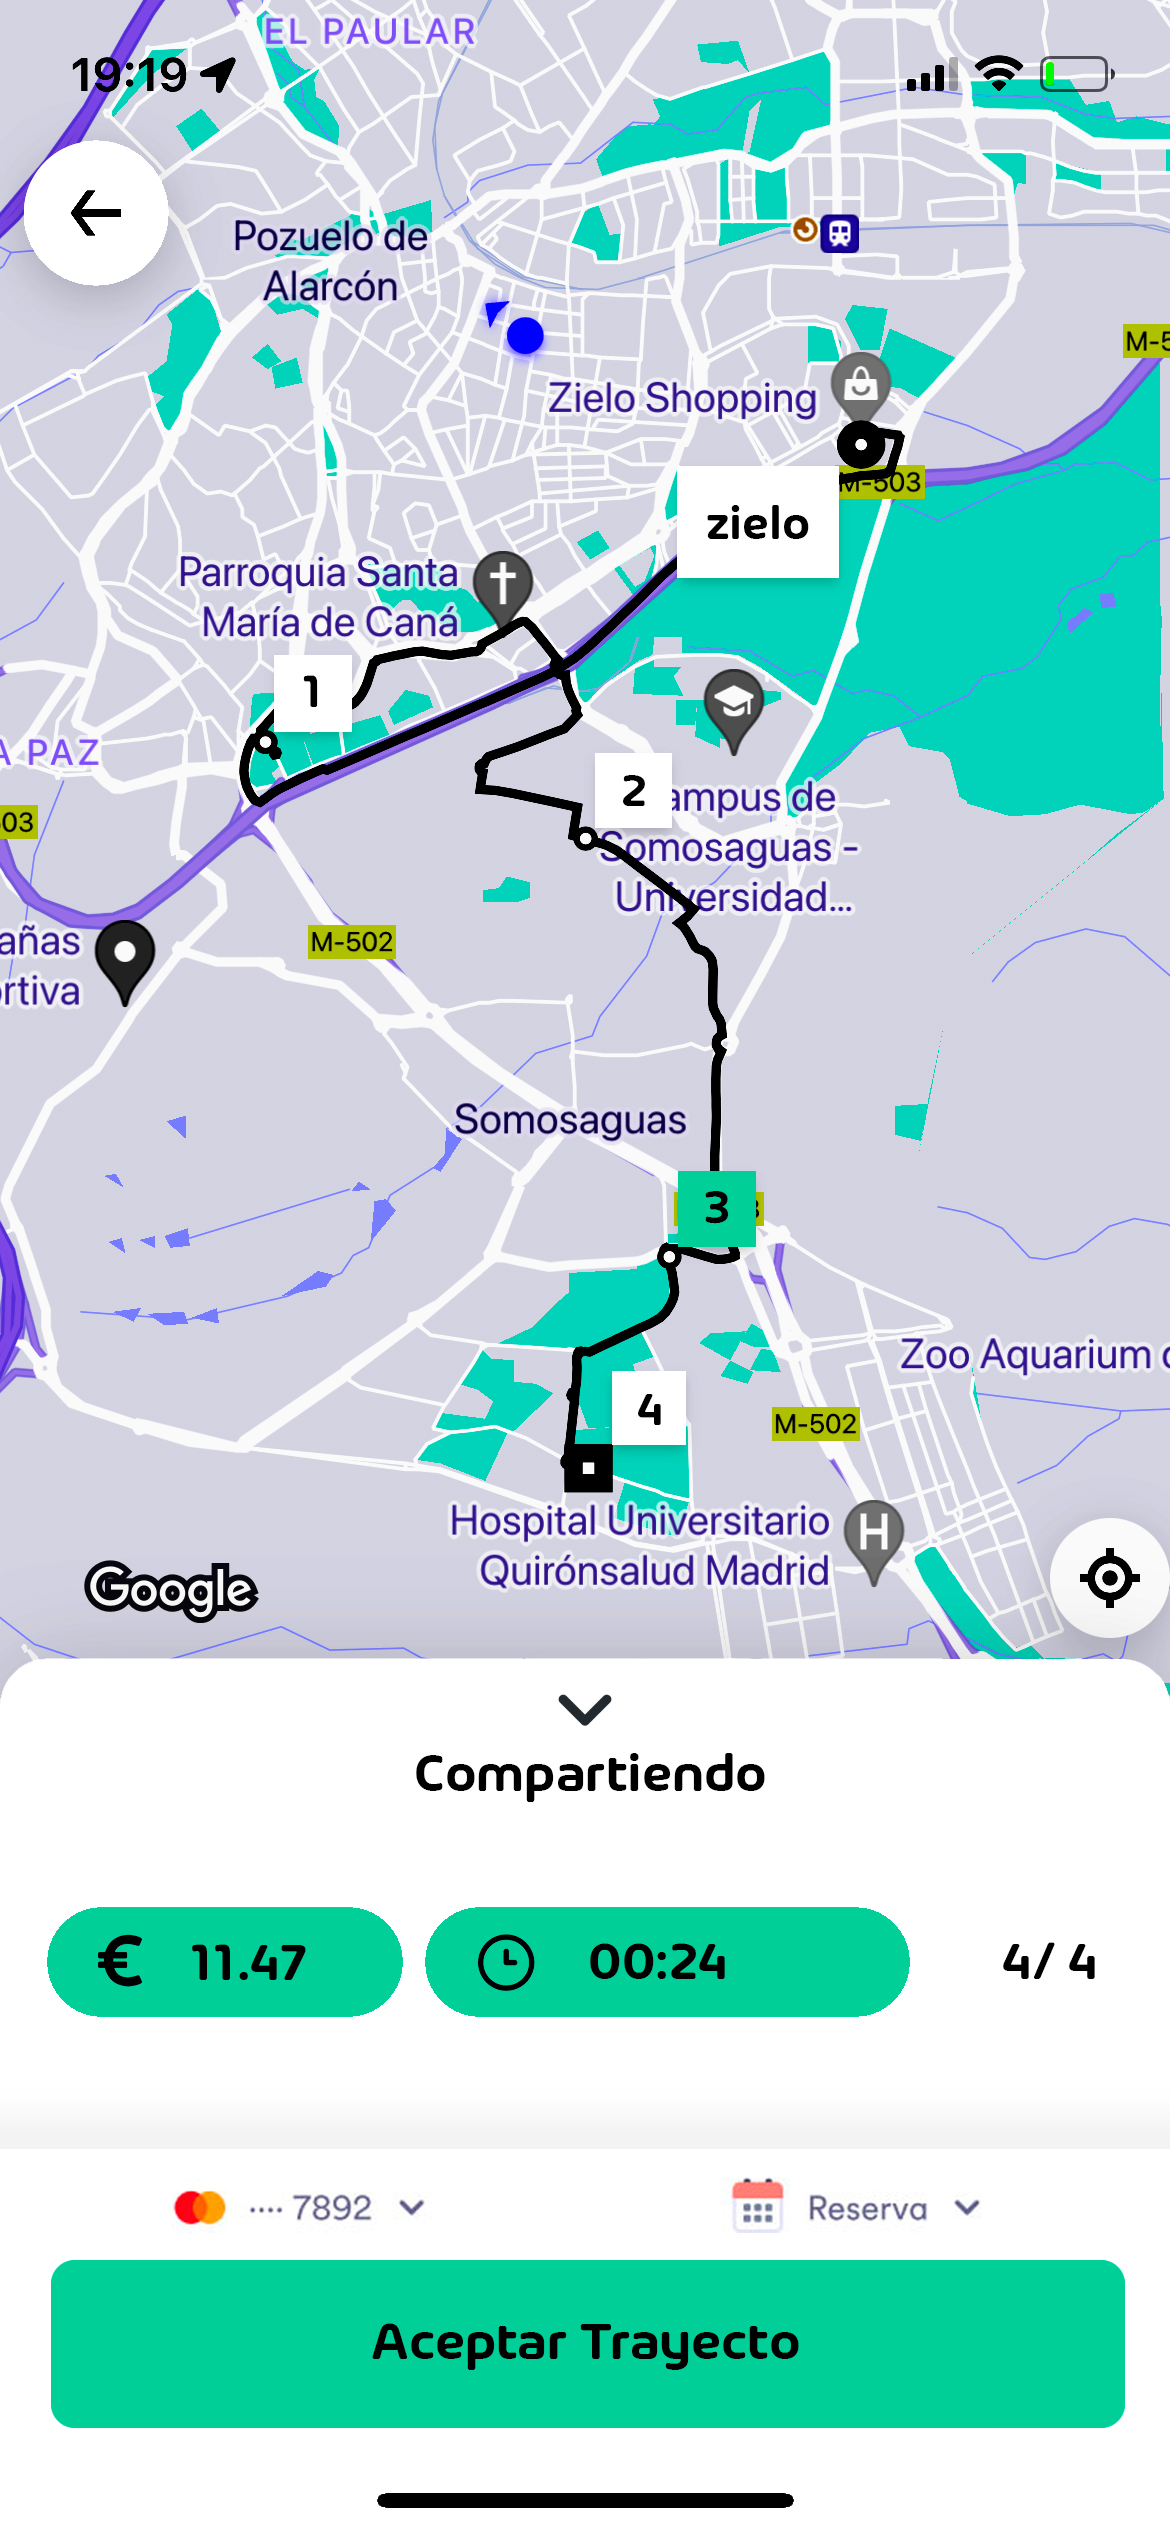 EL PAULAR
19:19
Pozuelo de
Alarcón
M-5
Zielo Shopping
M-503
zielo
Parroquia Santa
María de Caná
1
A PAZ
2
ampus de
03
Somosaguas -
Universidad...
añas
M-502
rtiva
Somosaguas
3
Zoo Aquarium
4
M-502
Hospital Universitario
Quirónsalud Madrid
H
Google
Compartiendo
€ 11.47
00:24
4/ 4
···· 7892
Reserva
Aceptar Trayecto